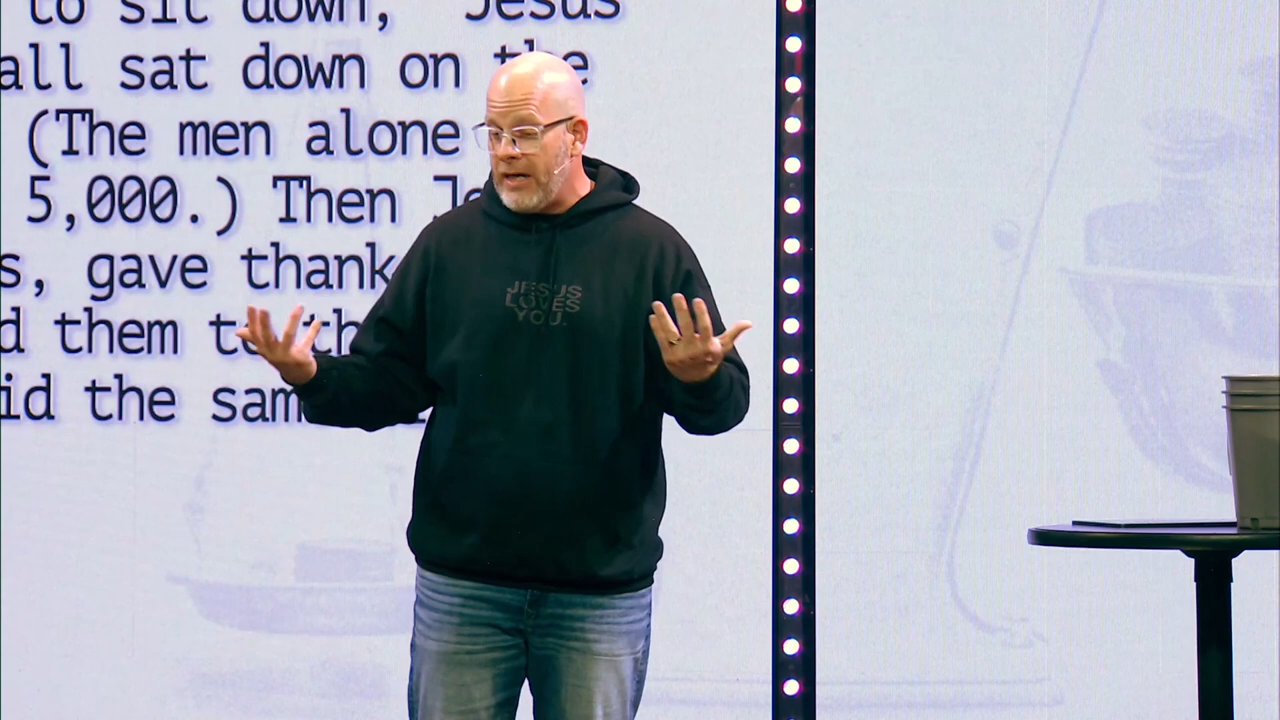 to sit down," Jesus
all sat down on the
(The men alone
5,000.) Then
s, gave thank
d them to th
id the sam
JESUS
LOVES
YOU.